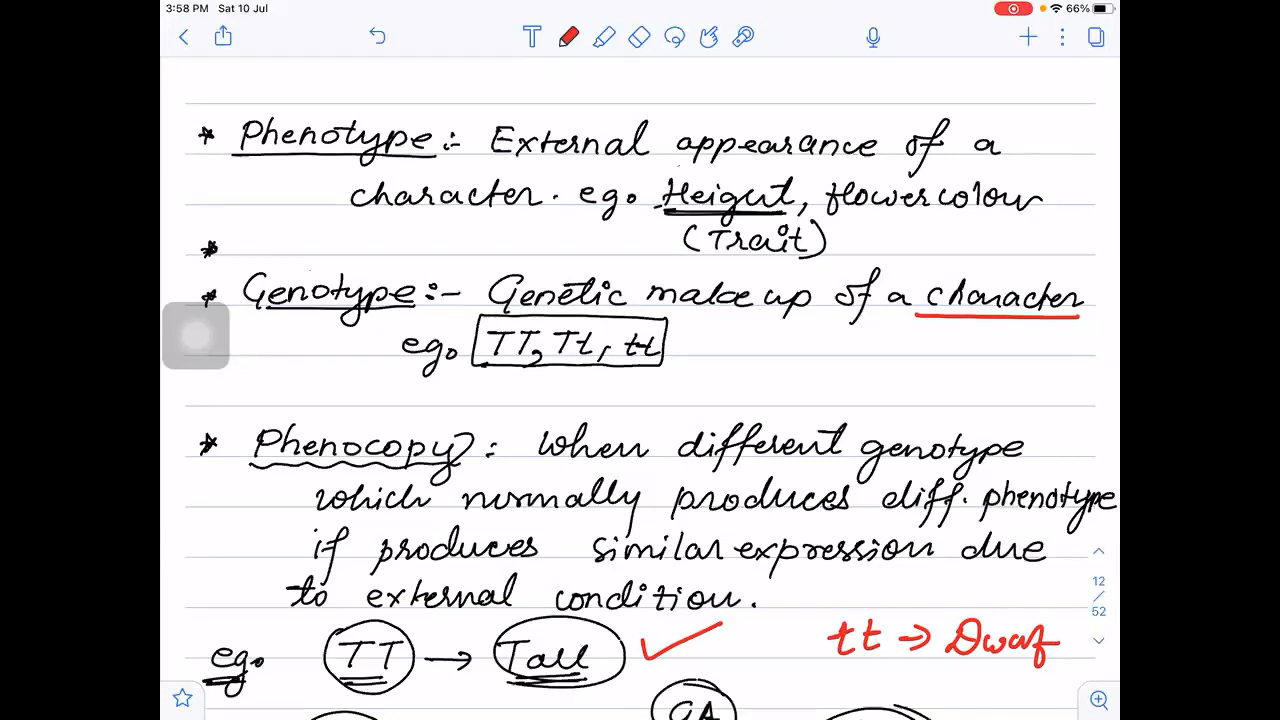 3:58 PM Sat 10 Jul
66%
* Phenotype :- External appearance of a
character. eg. Height, flower colour
(Trait)
*
* Genotype :- Genetic make up of a character
eg. TT, Tt, tt
* Phenocopy : when different genotype
which normally produces diff. phenotype
if produces similar expression due
to external condition.
12
/
52
tt → Dwaf
eg. TT → Tall ✓
GA